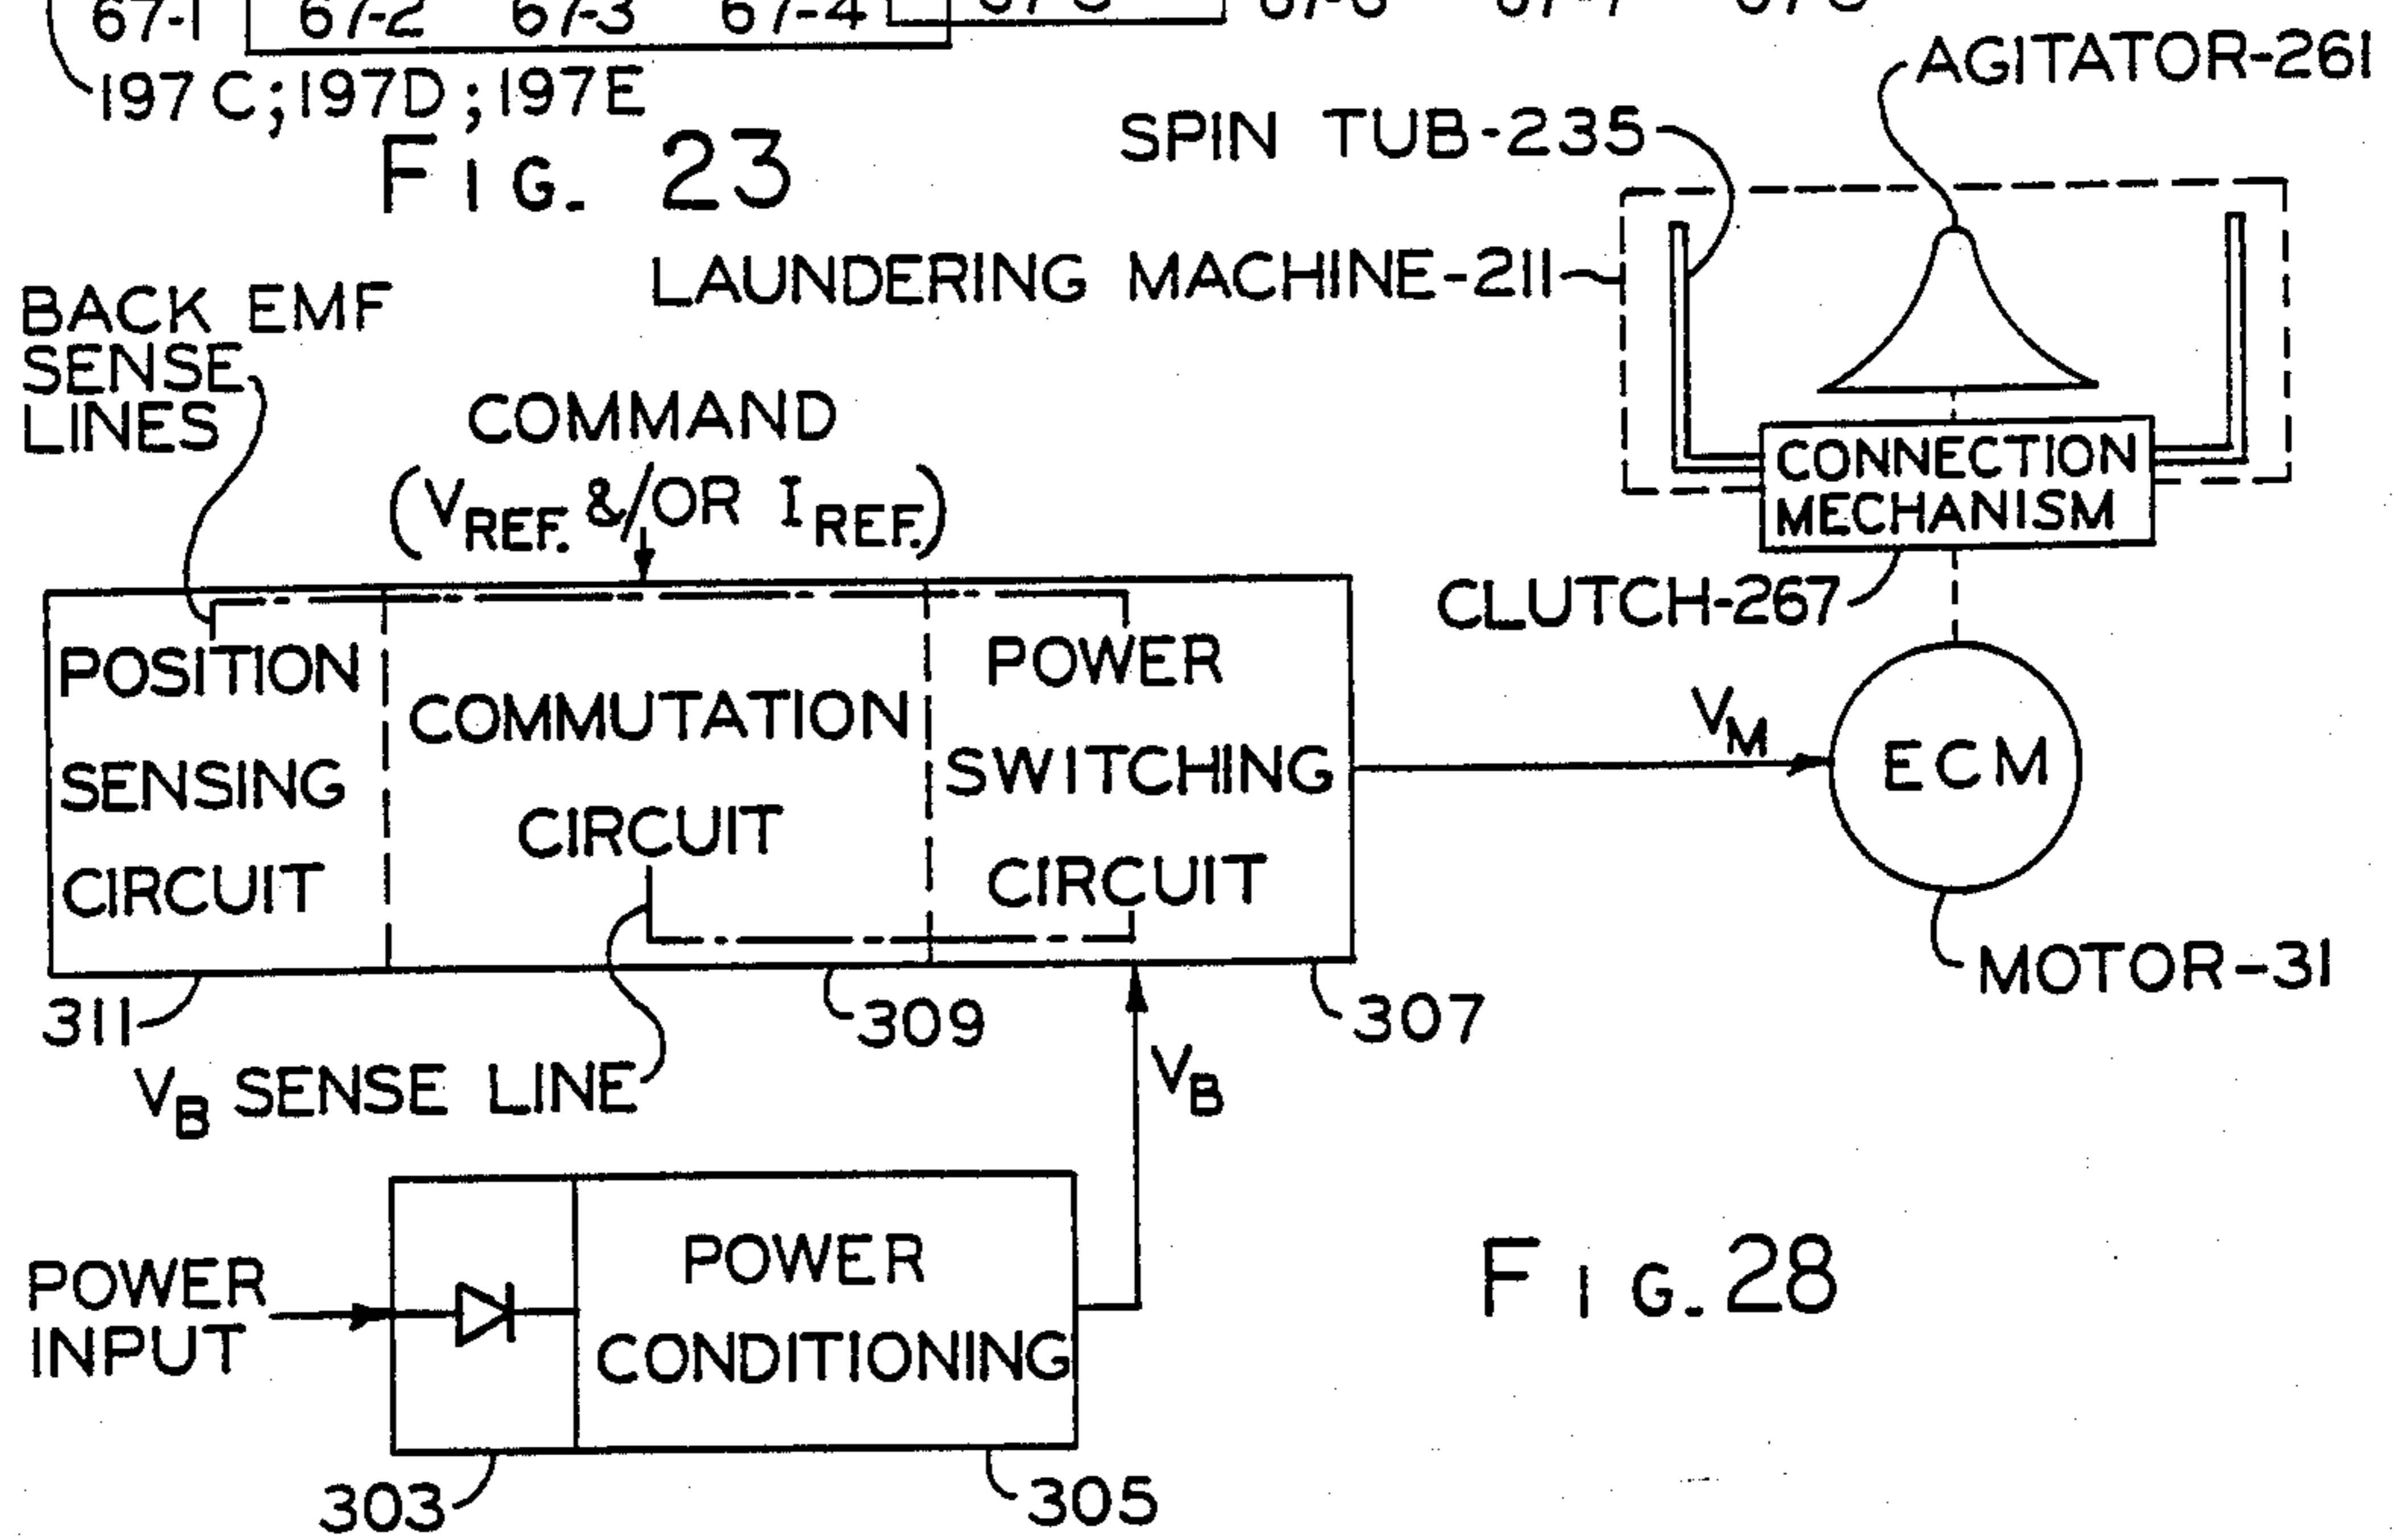 67-1 67-2 67-3 67-4
197C;197D;197E
FIG. 23
AGITATOR-261
SPIN TUB-235
LAUNDERING MACHINE-211
BACK EMF
SENSE
LINES
COMMAND
(VREF. &/OR IREF.)
CONNECTION
MECHANISM
CLUTCH-267
POSITION
SENSING
CIRCUIT
COMMUTATION
CIRCUIT
POWER
SWITCHING
CIRCUIT
VM
ECM
MOTOR-31
311
309
307
VB SENSE LINE
VB
POWER
INPUT
POWER
CONDITIONING
303
305
FIG. 28